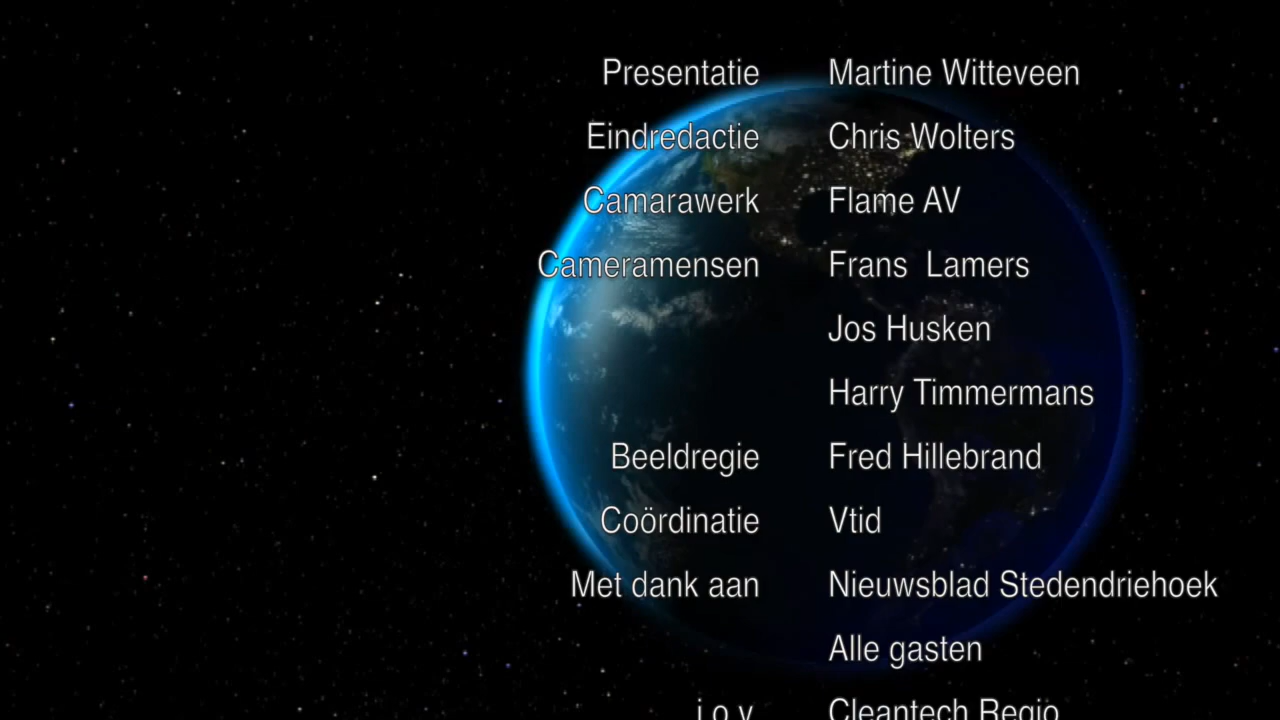 Presentatie Martine Witteveen
Eindredactie Chris Wolters
Camarawerk Flame AV
Cameramensen Frans Lamers
Jos Husken
Harry Timmermans
Beeldregie Fred Hillebrand
Coördinatie Vtid
Met dank aan Nieuwsblad Stedendriehoek
Alle gasten
i.o.v. Cleantech Regio